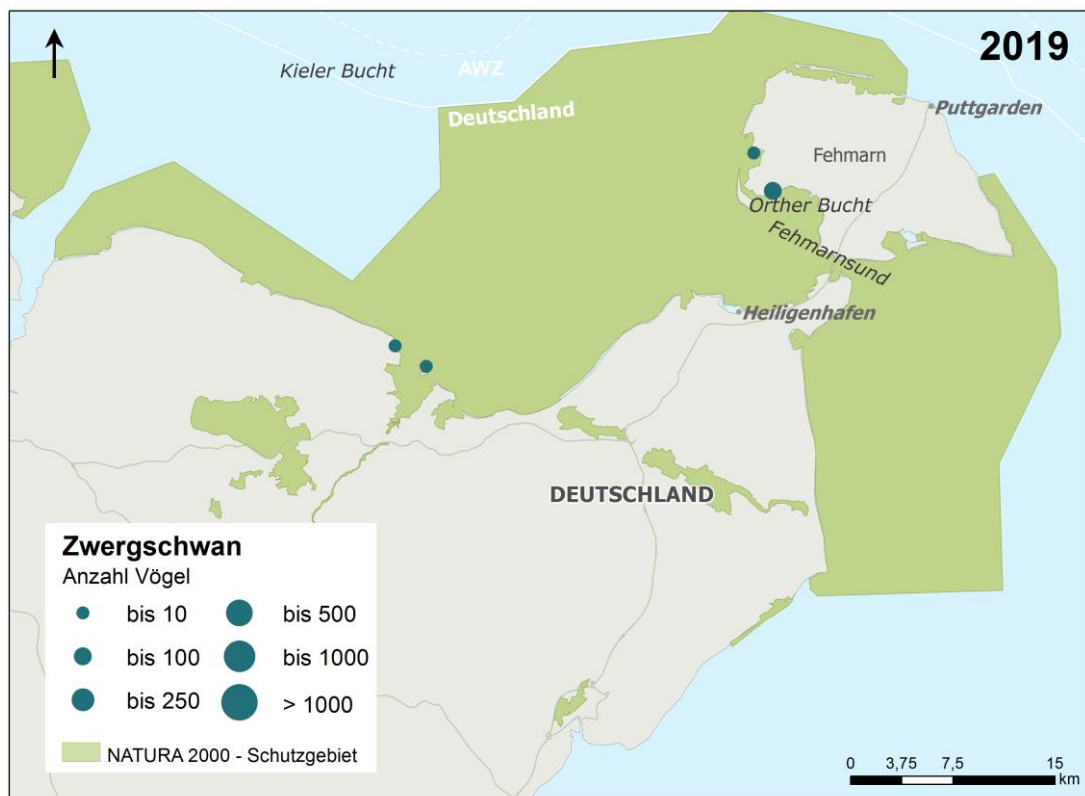 2019
Kieler Bucht
AWZ
Deutschland
Puttgarden
Fehmarn
Orther Bucht
Fehmarnsund
Heiligenhafen
DEUTSCHLAND
Zwergschwan
Anzahl Vögel
bis 10
bis 500
bis 100
bis 1000
bis 250
> 1000
NATURA 2000 - Schutzgebiet
0 3,75 7,5 15
km